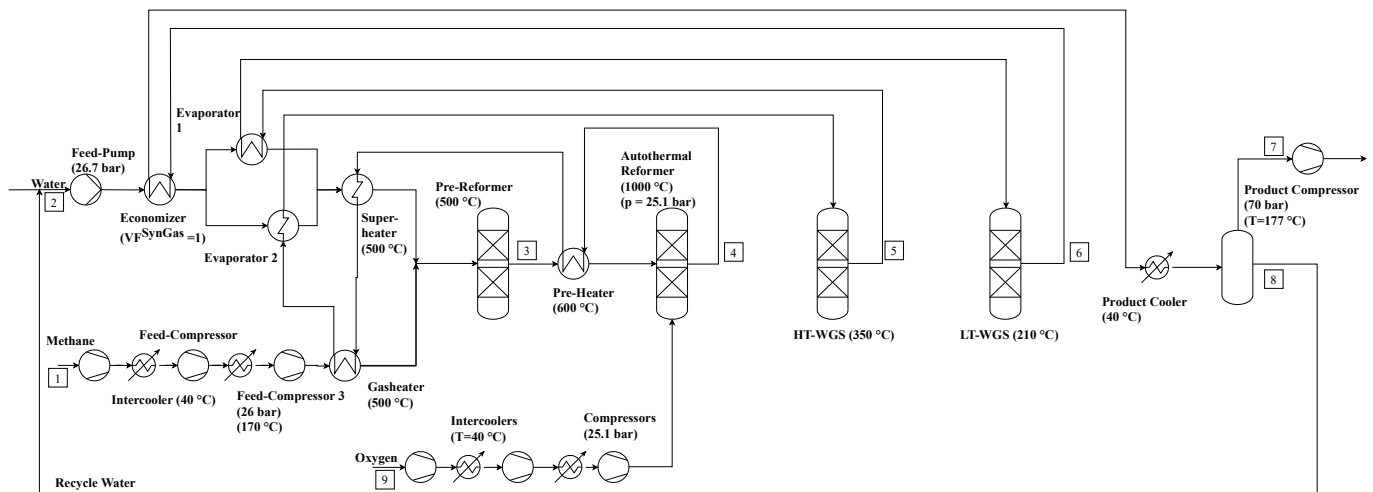 Evaporator
1
Feed-Pump
(26.7 bar)
Water
2
Economizer
(VF^SynGas =1)
Evaporator 2
Super-
heater
(500 °C)
Pre-Reformer
(500 °C)
3
Pre-Heater
(600 °C)
Autothermal
Reformer
(1000 °C)
(p = 25.1 bar)
4
5
HT-WGS (350 °C)
6
LT-WGS (210 °C)
Product Cooler
(40 °C)
7
Product Compressor
(70 bar)
(T=177 °C)
8
Methane
1
Feed-Compressor
Intercooler (40 °C)
Feed-Compressor 3
(26 bar)
(170 °C)
Gasheater
(500 °C)
Oxygen
9
Intercoolers
(T=40 °C)
Compressors
(25.1 bar)
Recycle Water